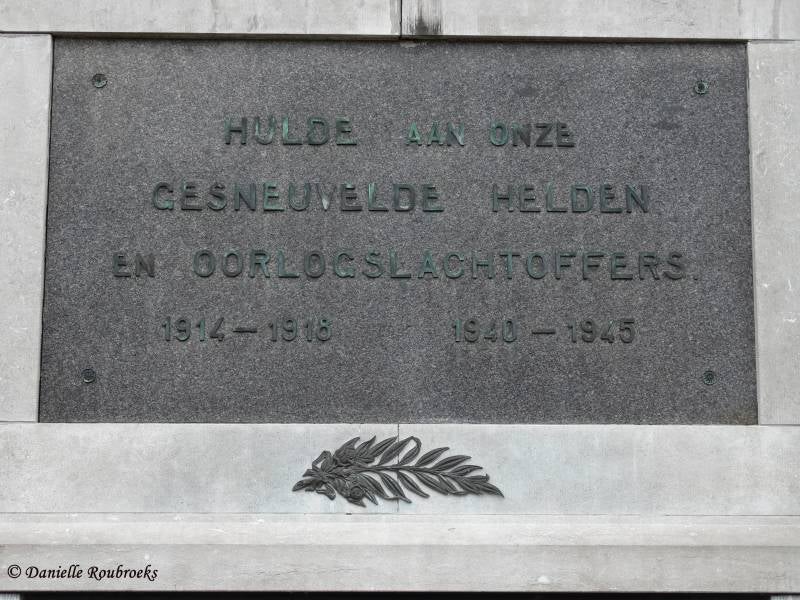 HULDE AAN ONZE
GESNEUVELDE HELDEN
EN OORLOGSLACHTOFFERS.
1914 — 1918 1940 — 1945
© Danielle Roubroeks